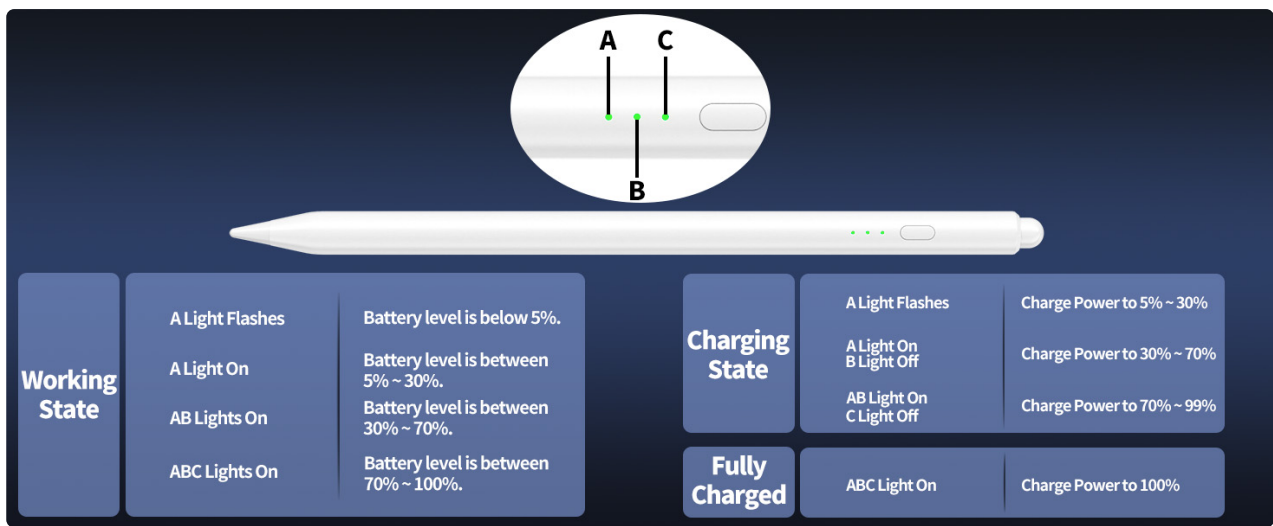 A
C
B
Working
State
A Light Flashes
Battery level is below 5%.
A Light On
Battery level is between
5% ~ 30%.
AB Lights On
Battery level is between
30% ~ 70%.
ABC Lights On
Battery level is between
70% ~ 100%.
Charging
State
A Light Flashes
Charge Power to 5% ~ 30%
A Light On
B Light Off
Charge Power to 30% ~ 70%
AB Light On
C Light Off
Charge Power to 70% ~ 99%
Fully
Charged
ABC Light On
Charge Power to 100%